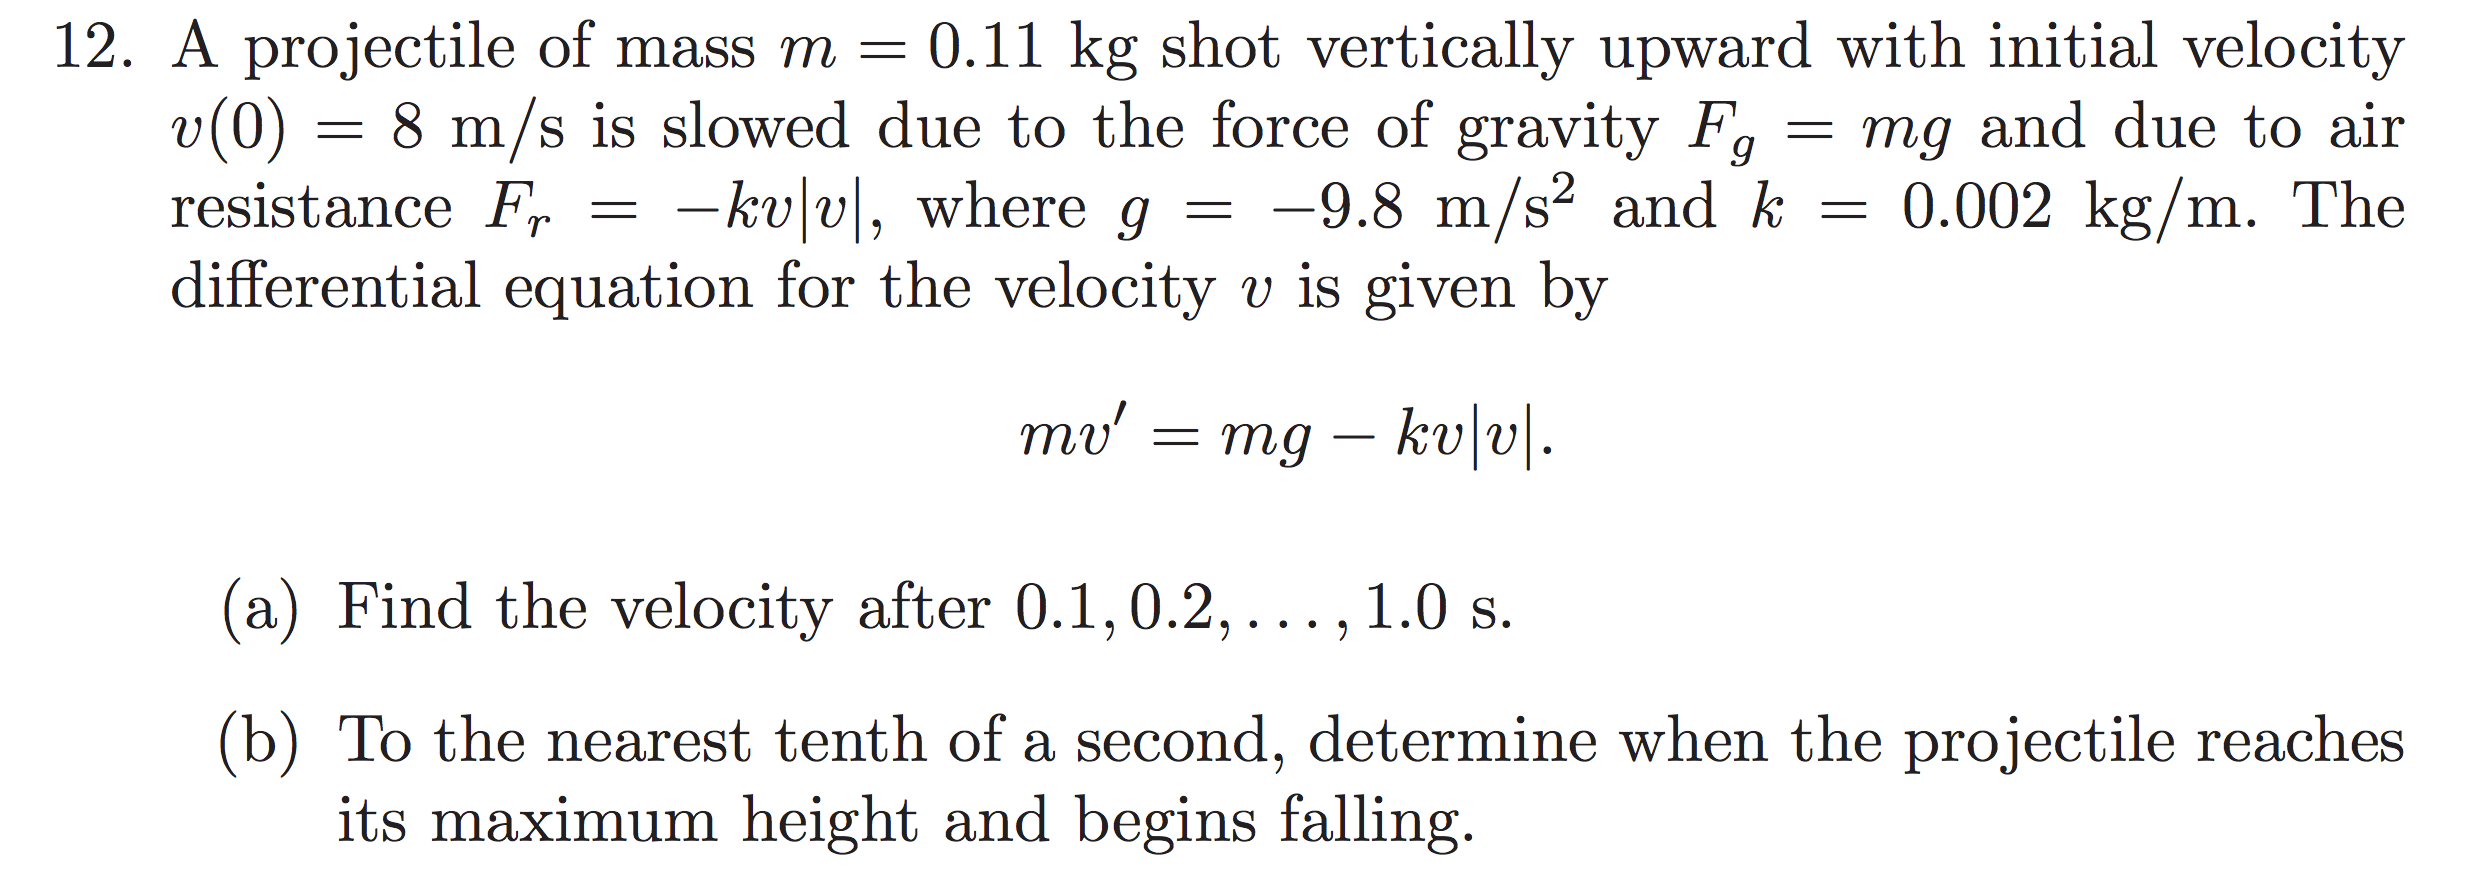 12. A projectile of mass m = 0.11 kg shot vertically upward with initial velocity
v(0) = 8 m/s is slowed due to the force of gravity F_g = mg and due to air
resistance F_r = −kv|v|, where g = −9.8 m/s² and k = 0.002 kg/m. The
differential equation for the velocity v is given by
mv′ = mg − kv|v|.
(a) Find the velocity after 0.1, 0.2, . . . , 1.0 s.
(b) To the nearest tenth of a second, determine when the projectile reaches
its maximum height and begins falling.